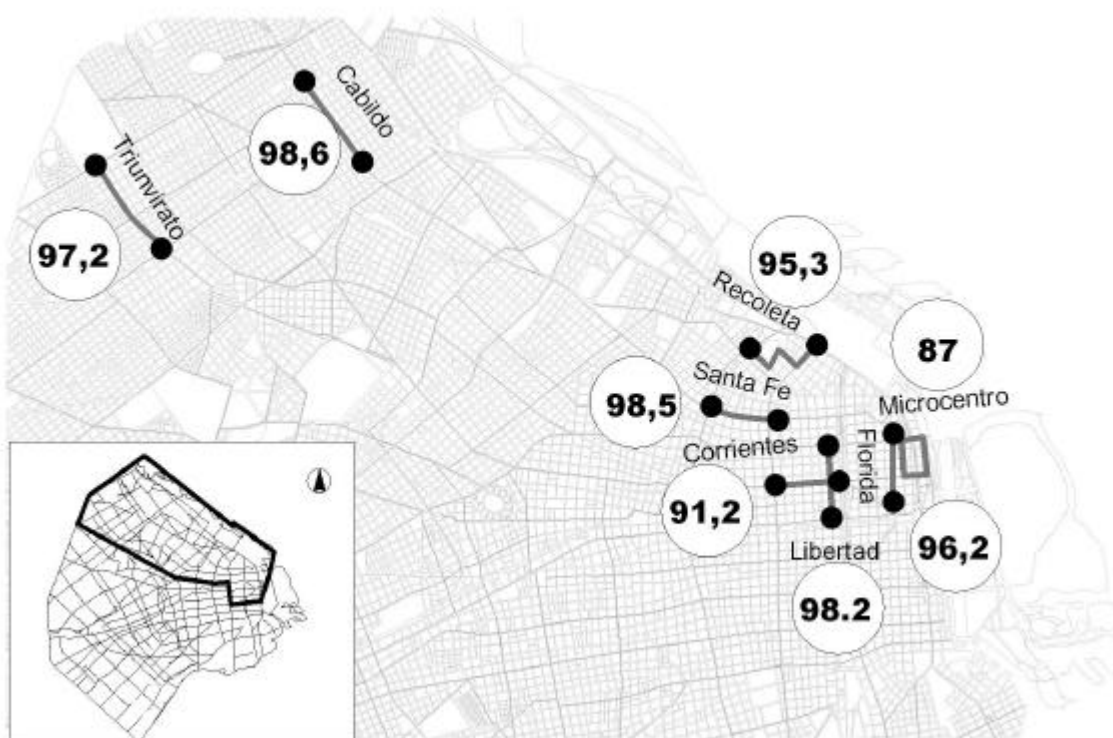 Cabildo
98,6
Triunvirato
97,2
95,3
Recoleta
87
Microcentro
Santa Fe
98,5
Corrientes
Florida
91,2
Libertad
96,2
98.2